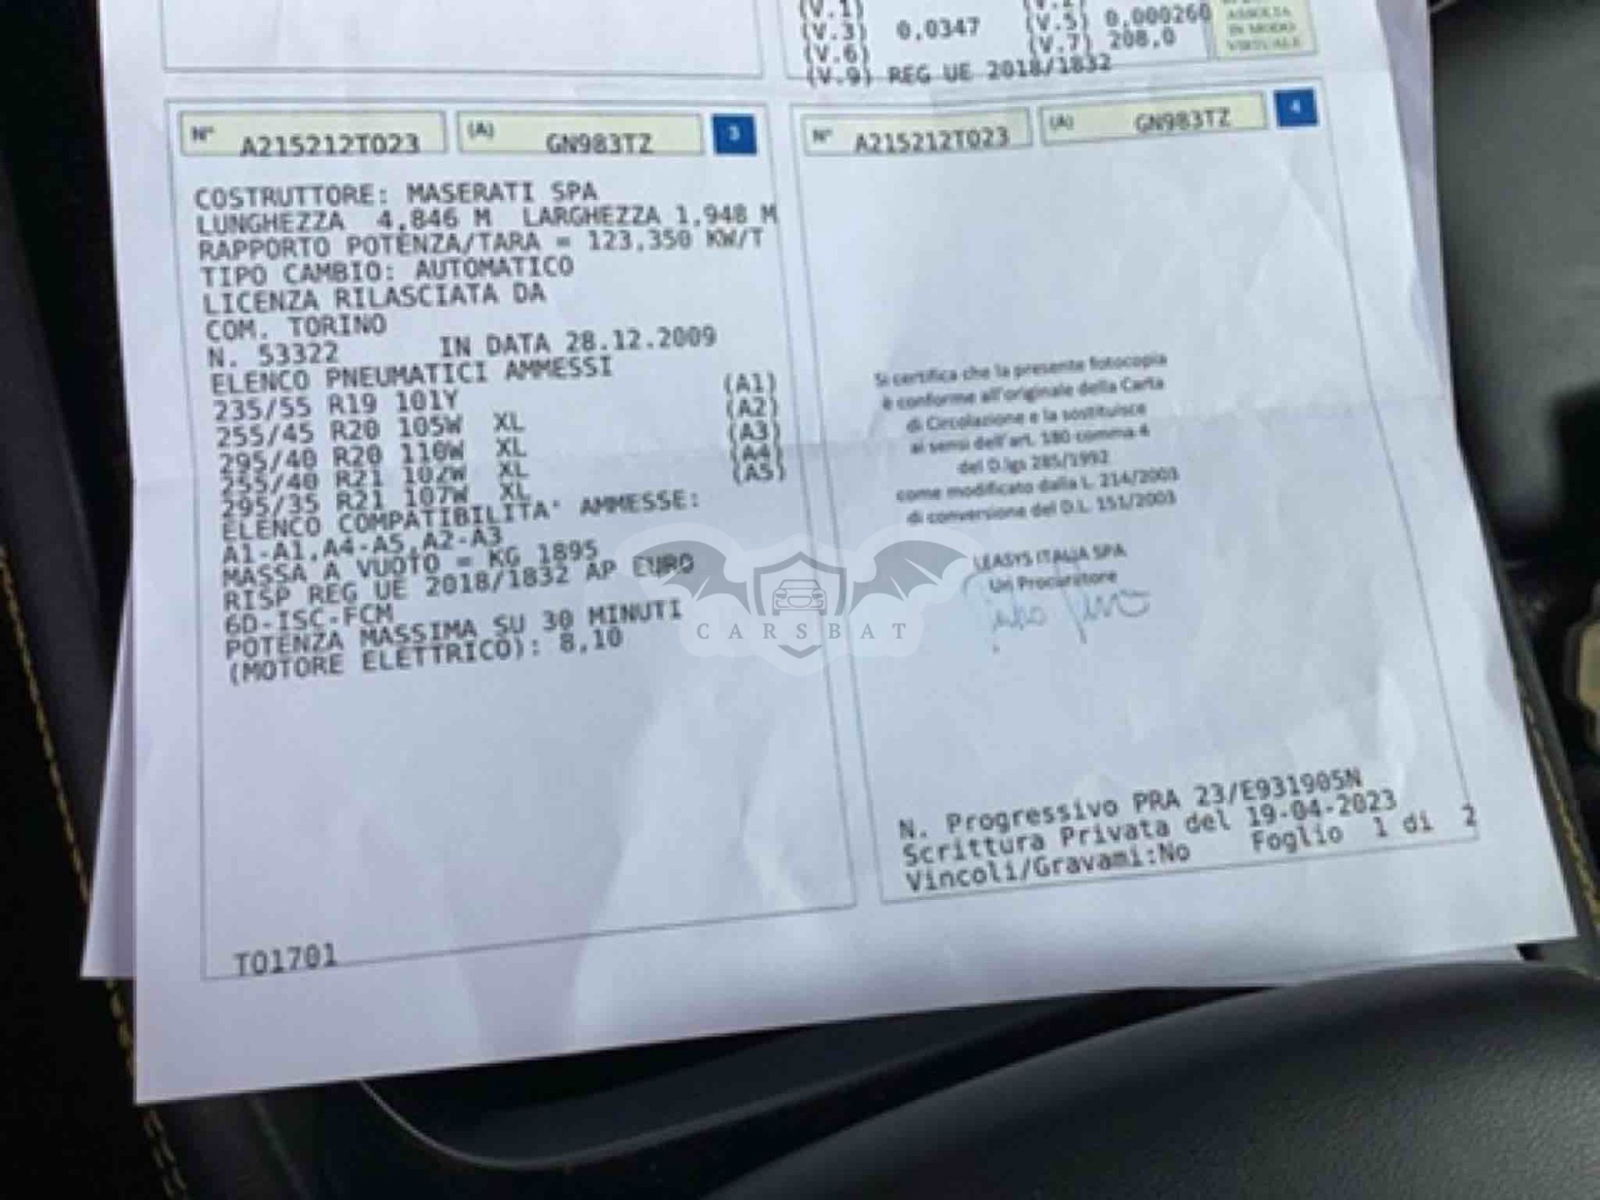 (V.1)
(V.3) 0,0347 (V.5) 0,000260
(V.6) (V.7) 208,0
(V.9) REG UE 2018/1832
ASSOLTA
IN MODO
VIRTUALE
N° A215212TO23 (A) GN983TZ 3
COSTRUTTORE: MASERATI SPA
LUNGHEZZA 4,846 M LARGHEZZA 1,948 M
RAPPORTO POTENZA/TARA = 123,350 KW/T
TIPO CAMBIO: AUTOMATICO
LICENZA RILASCIATA DA
COM. TORINO
N. 53322 IN DATA 28.12.2009
ELENCO PNEUMATICI AMMESSI
235/55 R19 101Y (A1)
255/45 R20 105W XL (A2)
295/40 R20 110W XL (A3)
255/40 R21 102W XL (A4)
295/35 R21 107W XL (A5)
ELENCO COMPATIBILITA' AMMESSE:
A1-A1,A4-A5,A2-A3
MASSA A VUOTO = KG 1895
RISP REG UE 2018/1832 AP EURO
6D-ISC-FCM
POTENZA MASSIMA SU 30 MINUTI
(MOTORE ELETTRICO): 8,10
TO1701
N° A215212TO23 (A) GN983TZ 4
Si certifica che la presente fotocopia
è conforme all'originale della Carta
di Circolazione e la sostituisce
ai sensi dell'art. 180 comma 4
del D.lgs 285/1992
come modificato dalla L. 214/2003
di conversione del D.L. 151/2003
LEASYS ITALIA SPA
Un Procuratore
N. Progressivo PRA 23/E931905N
Scrittura Privata del 19-04-2023
Vincoli/Gravami:No Foglio 1 di 2
CARSBAT